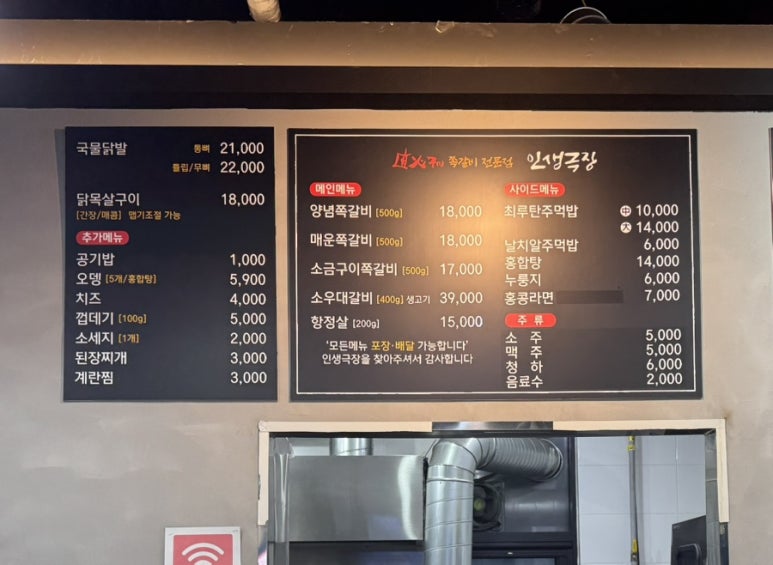 국물닭발 통뼈 21,000
튤립/무뼈 22,000
닭목살구이 18,000
[간장/매콤] 맵기조절 가능
추가메뉴
공기밥 1,000
오뎅 [5개/홍합탕] 5,900
치즈 4,000
껍데기 [100g] 5,000
소세지 [1개] 2,000
된장찌개 3,000
계란찜 3,000
直火구이 쪽갈비 전문점 인생극장
메인메뉴
양념쪽갈비 [500g] 18,000
매운쪽갈비 [500g] 18,000
소금구이쪽갈비 [500g] 17,000
소우대갈비 [400g] 생고기 39,000
항정살 [200g] 15,000
'모든메뉴 포장·배달 가능합니다'
인생극장을 찾아주셔서 감사합니다
사이드메뉴
최루탄주먹밥 中 10,000
大 14,000
날치알주먹밥 6,000
홍합탕 14,000
누룽지 6,000
홍콩라면 7,000
주 류
소 주 5,000
맥 주 5,000
청 하 6,000
음료수 2,000